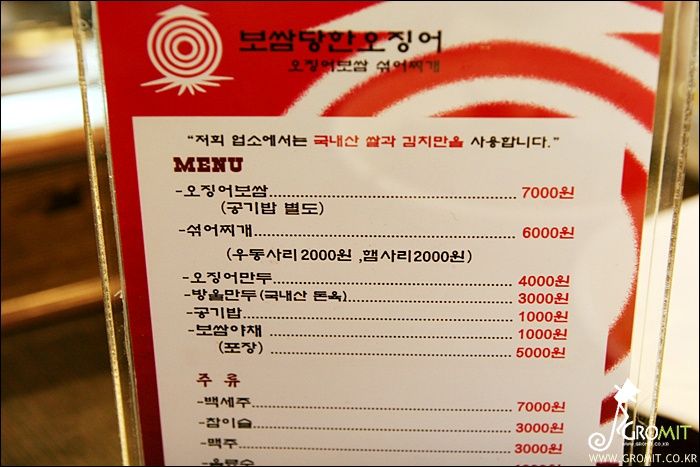 보쌈당한오징어
오징어보쌈 섞어찌개
"저희 업소에서는 국내산 쌀과 김치만을 사용합니다."
MENU
-오징어보쌈 7000원
(공기밥 별도)
-섞어찌개 6000원
(우동사리2000원 ,햄사리2000원)
-오징어만두 4000원
-방울만두(국내산 돈육) 3000원
-공기밥 1000원
-보쌈야채 1000원
(포장) 5000원
주 류
-백세주 7000원
-참이슬 3000원
-맥주 3000원
GROMIT
WWW.GROMIT.CO.KR
WWW.GROMIT.CO.KR